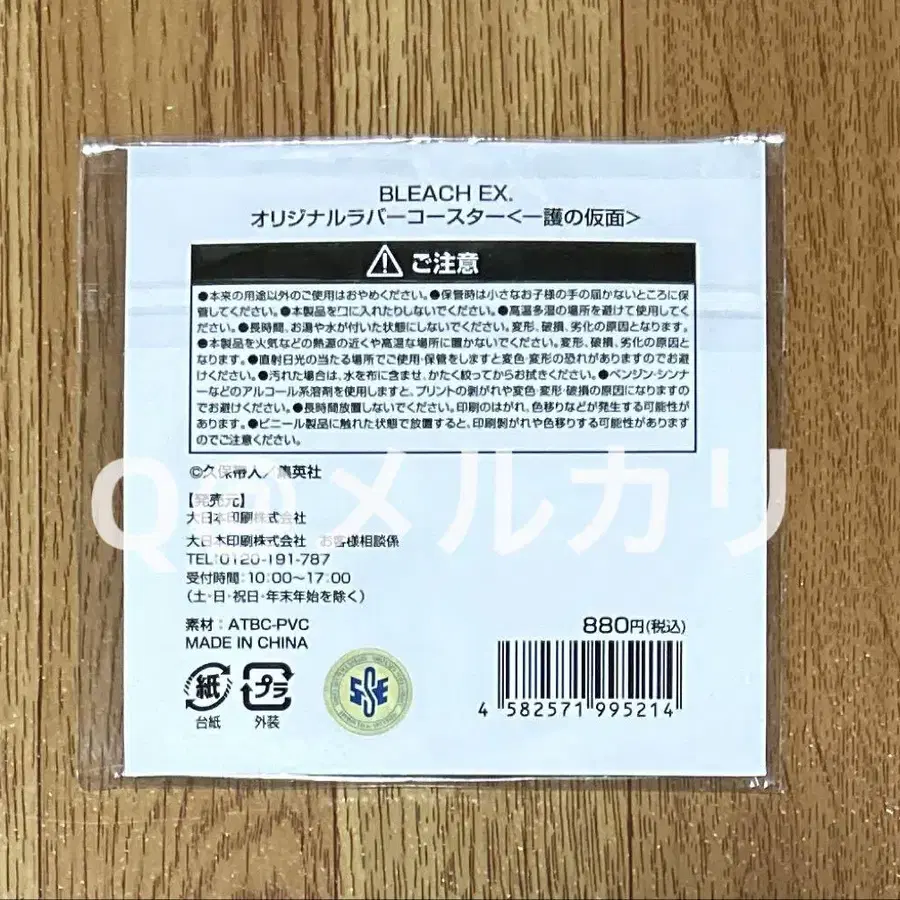 BLEACH EX.
オリジナルラバーコースター<一護の仮面>
ご注意
●本来の用途以外のご使用はおやめください。●保管時は小さなお子様の手の届かないところに保
管してください。●本製品を口に入れたりしないでください。●高温多湿の場所を避けて使用してく
ださい。●長時間、お湯や水が付いた状態にしないでください。変形、破損、劣化の原因となります。
●本製品を火気などの熱源の近くや高温な場所に置かないでください。変形、破損、劣化の原因と
なります。●直射日光の当たる場所でご使用・保管をしますと変色・変形の恐れがありますのでお避
けください。●汚れた場合は、水を布に含ませ、かたく絞ってからお拭きください。●ベンジン・シンナ
ーなどのアルコール系溶剤を使用しますと、プリントの剥がれや変色・変形・破損の原因になりますの
でお避けください。●長時間放置しないでください。印刷のはがれ、色移りなどが発生する可能性が
あります。●ビニール製品に触れた状態で放置すると、印刷剝がれや色移りする可能性があります
のでご注意ください。
©久保帯人/集英社
【発売元】
大日本印刷株式会社
大日本印刷株式会社 お客様相談係
TEL:0120-191-787
受付時間:10:00〜17:00
(土・日・祝日・年末年始を除く)
素材:ATBC-PVC
MADE IN CHINA
880円(税込)
紙
台紙
プラ
外装
SSE
4 582571 995214
Q@メルカリ